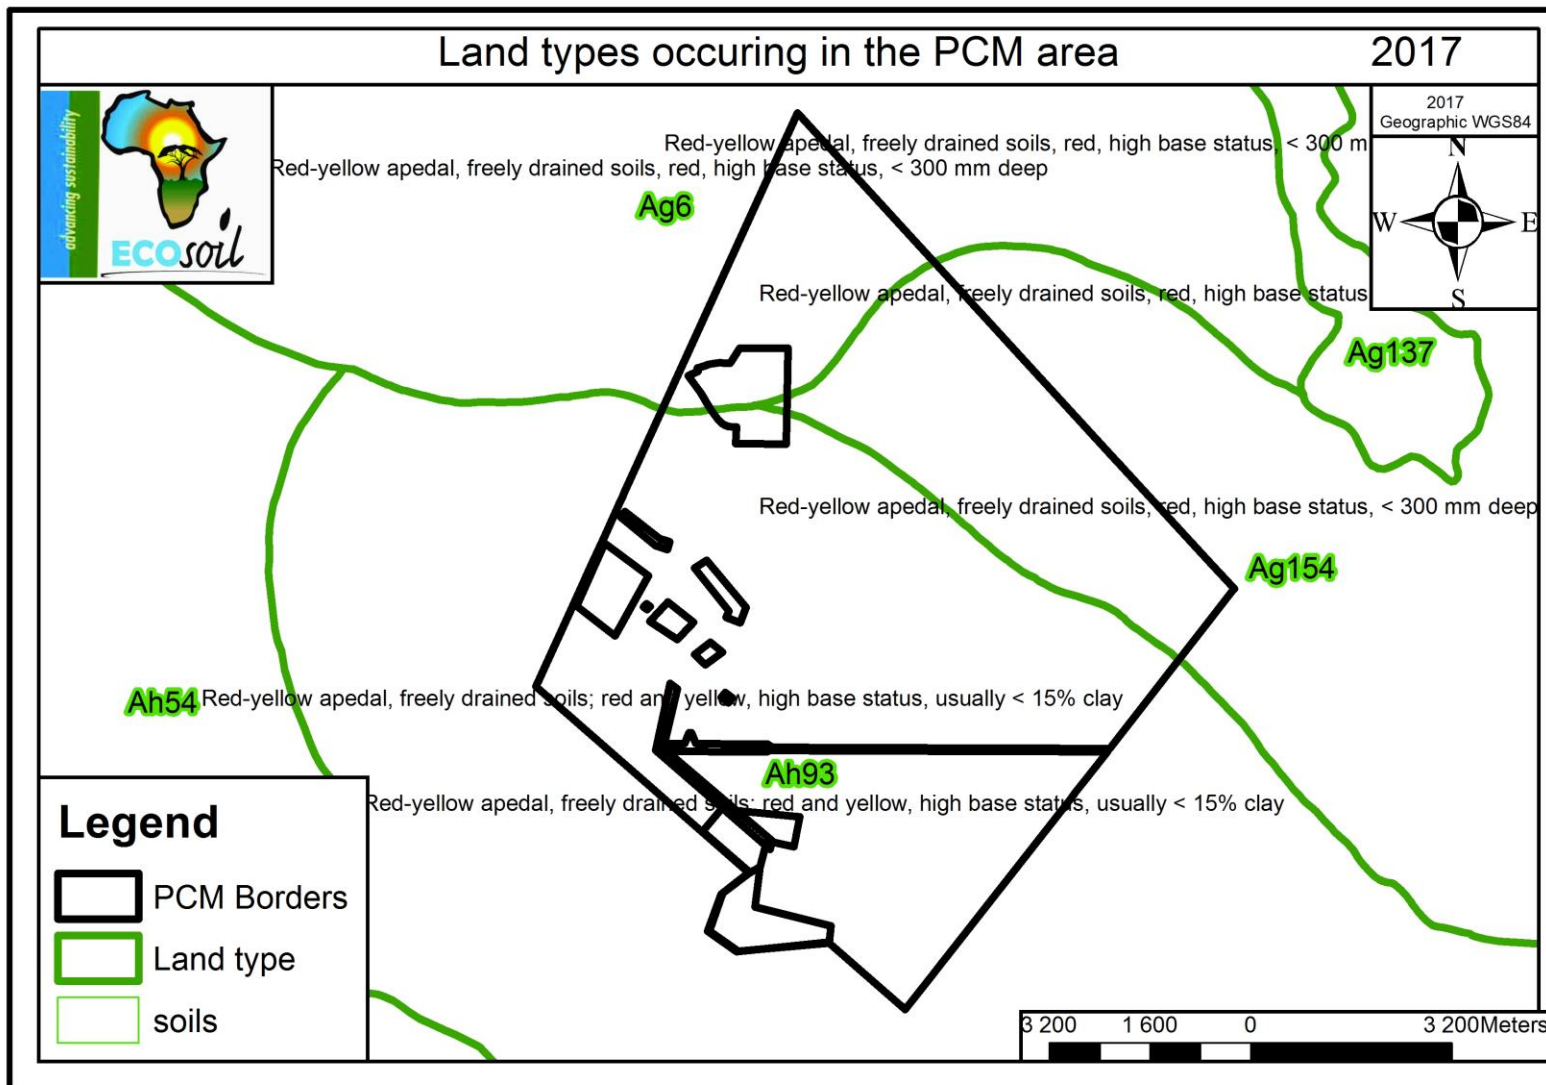 Land types occuring in the PCM area
2017
advancing sustainability
ECOsoil
2017
Geographic WGS84
N
W
E
S
Red-yellow apedal, freely drained soils, red, high base status, < 300 m
Red-yellow apedal, freely drained soils, red, high base status, < 300 mm deep
Ag6
Red-yellow apedal, freely drained soils, red, high base status
Ag137
Red-yellow apedal, freely drained soils, red, high base status, < 300 mm deep
Ag154
Ah54
Red-yellow apedal, freely drained soils; red and yellow, high base status, usually < 15% clay
Ah93
Red-yellow apedal, freely drained soils; red and yellow, high base status, usually < 15% clay
Legend
PCM Borders
Land type
soils
3 200 1 600 0 3 200Meters